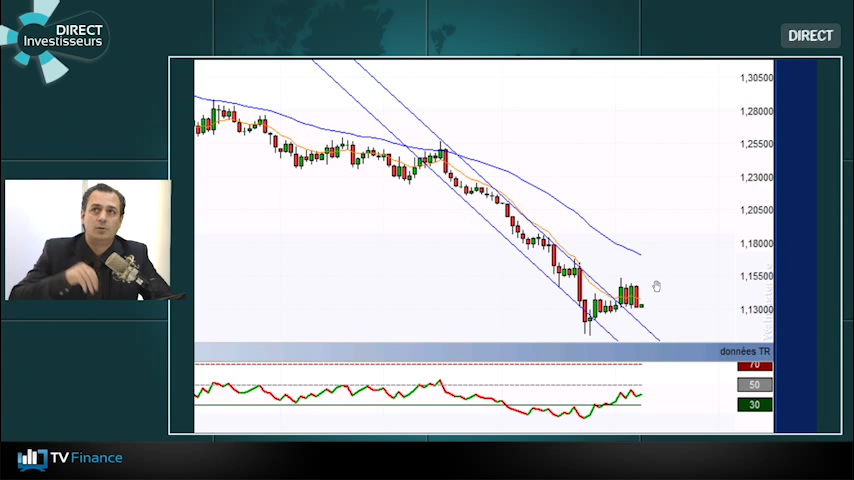 DIRECT
Investisseurs
DIRECT
1,30500
1,28000
1,25500
1,23000
1,20500
1,18000
1,15500
1,13000
données TR
70
50
30
TV Finance